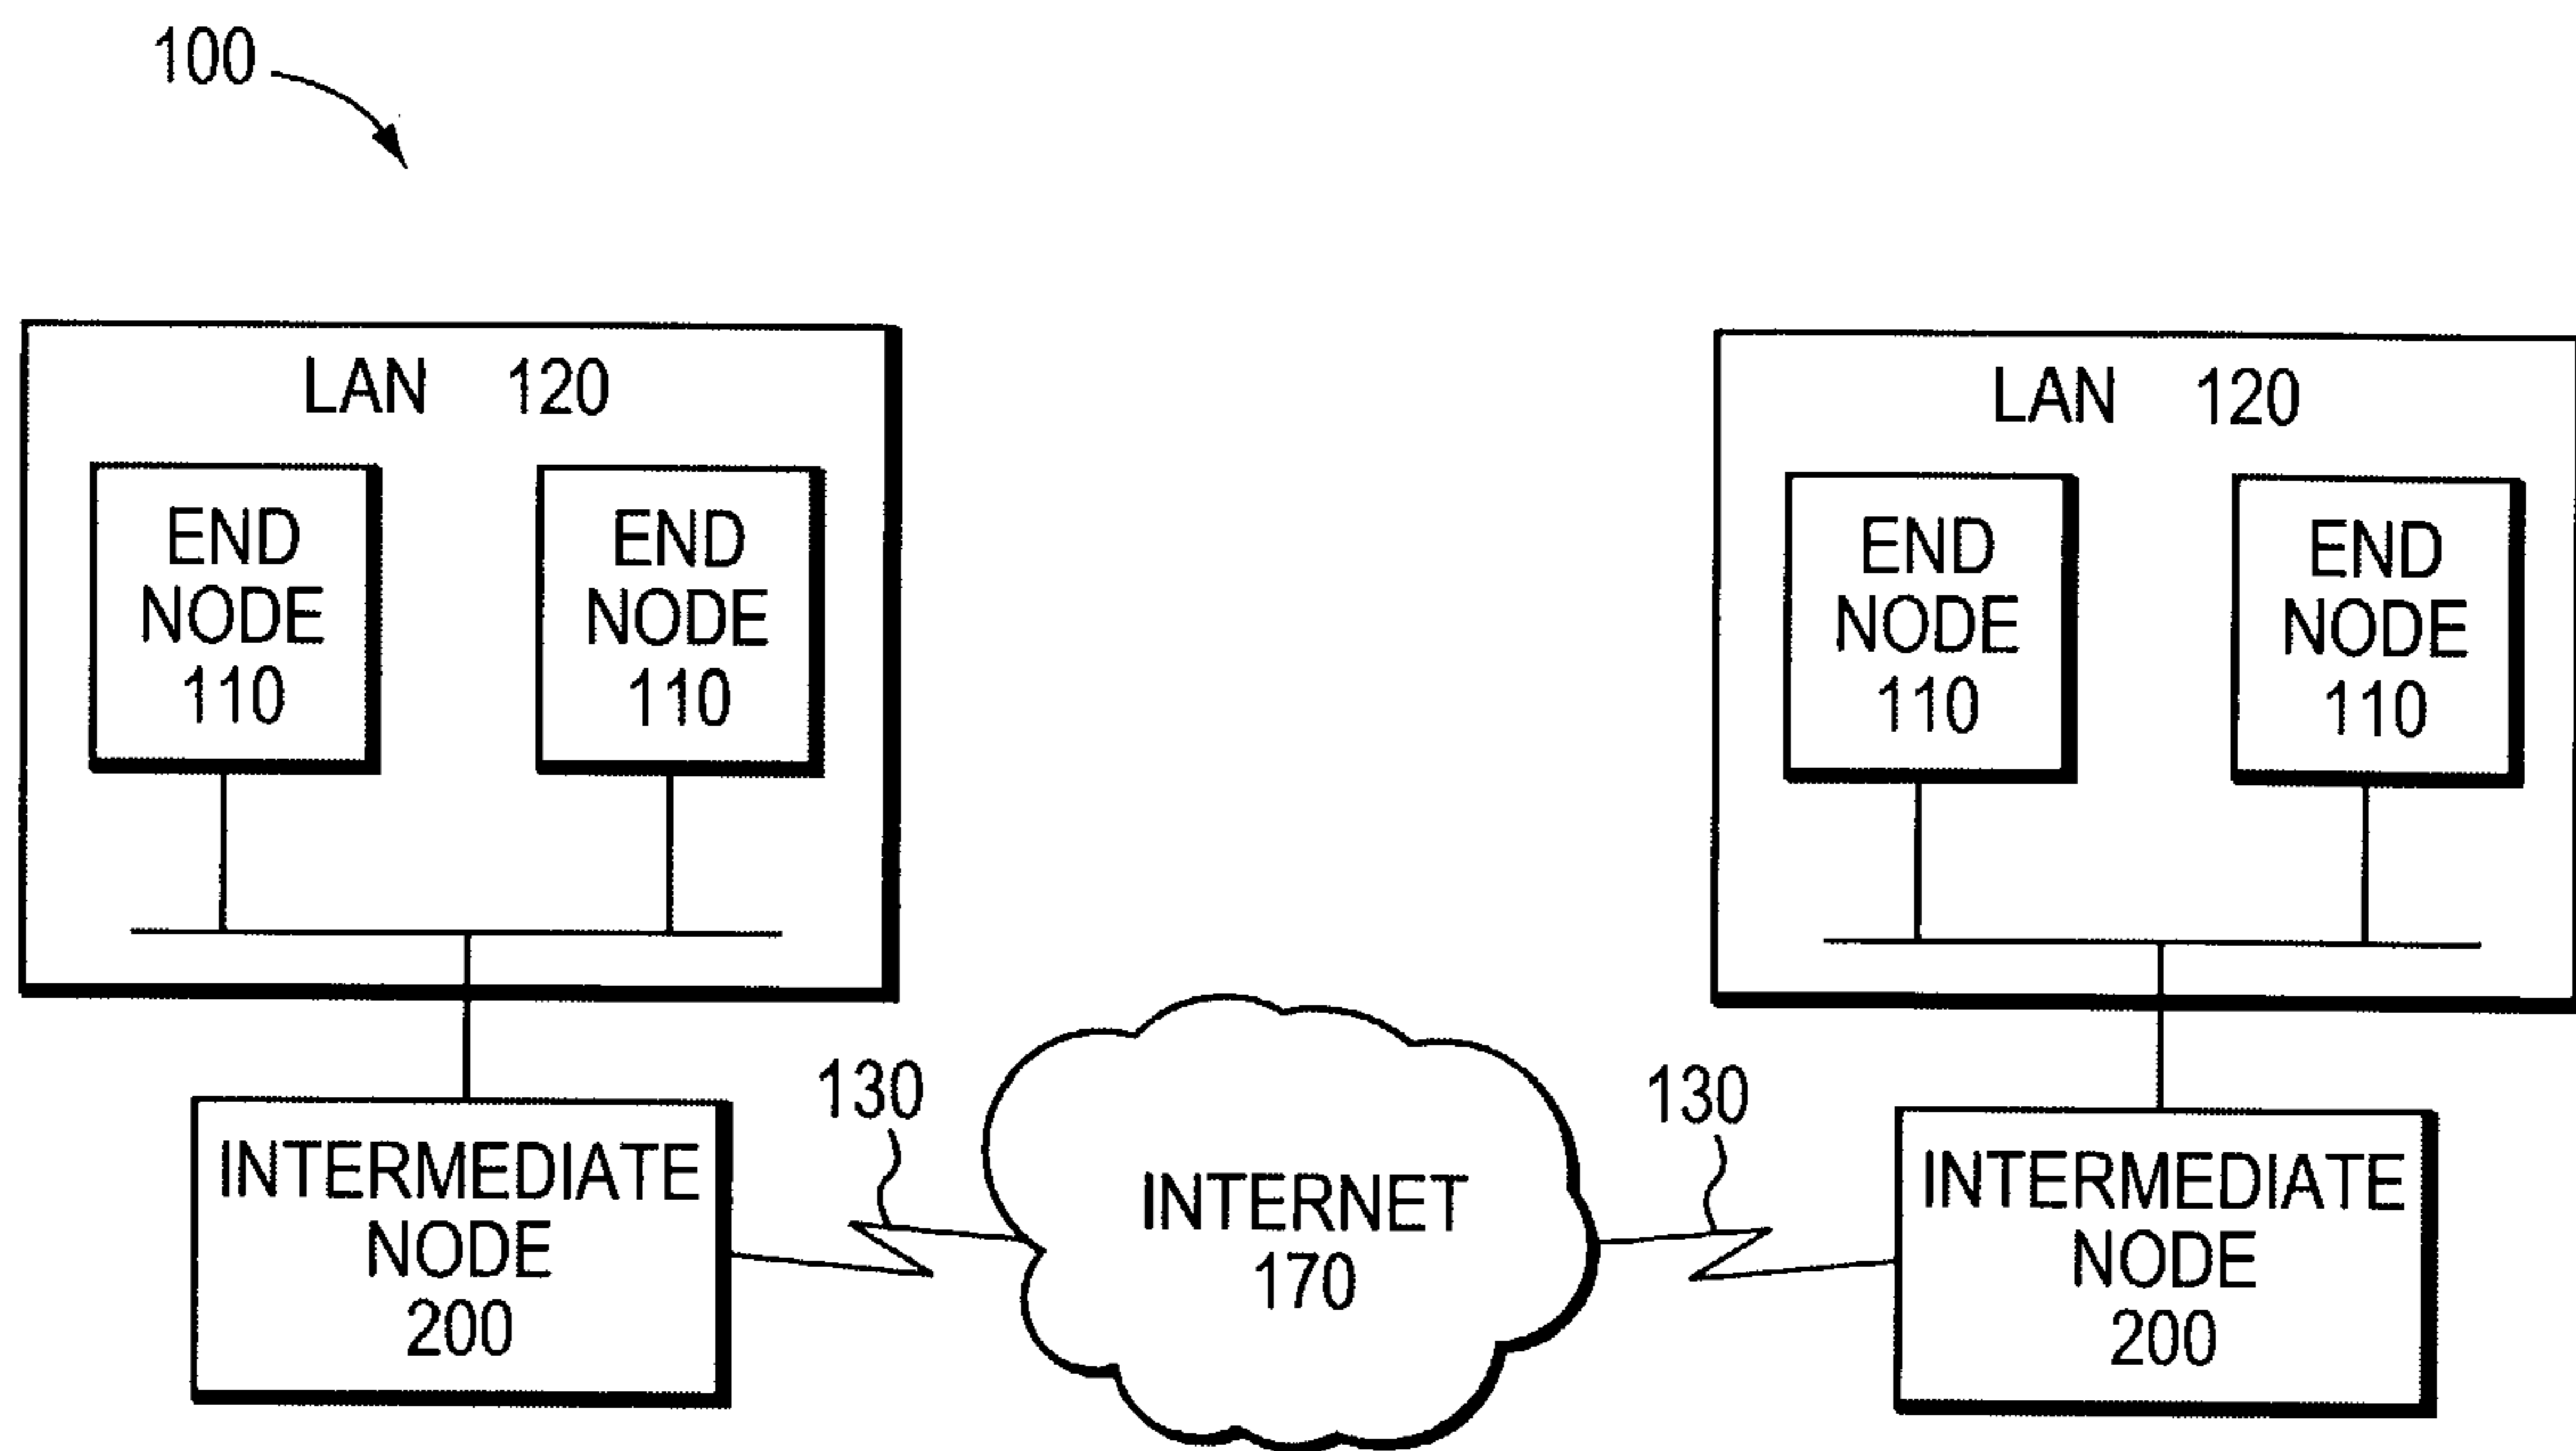 100
LAN 120
END
NODE
110
END
NODE
110
LAN 120
END
NODE
110
END
NODE
110
130
130
INTERMEDIATE
NODE
200
INTERNET
170
INTERMEDIATE
NODE
200